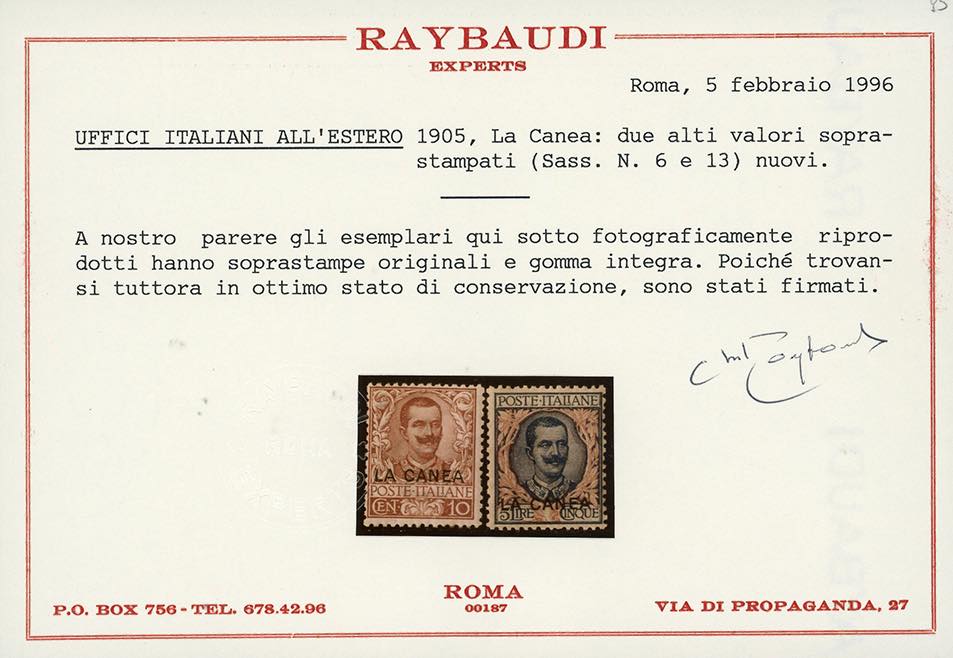 RAYBAUDI
EXPERTS
Roma, 5 febbraio 1996
UFFICI ITALIANI ALL'ESTERO 1905, La Canea: due alti valori sopra-
stampati (Sass. N. 6 e 13) nuovi.
A nostro parere gli esemplari qui sotto fotograficamente ripro-
dotti hanno soprastampe originali e gomma integra. Poiché trovan-
si tuttora in ottimo stato di conservazione, sono stati firmati.
LA CANEA
POSTE·ITALIANE
CEN· 10
POSTE·ITALIANE
LA CANEA
5 LIRE CINQUE
ROMA
00187
P.O. BOX 756 - TEL. 678.42.96
VIA DI PROPAGANDA, 27